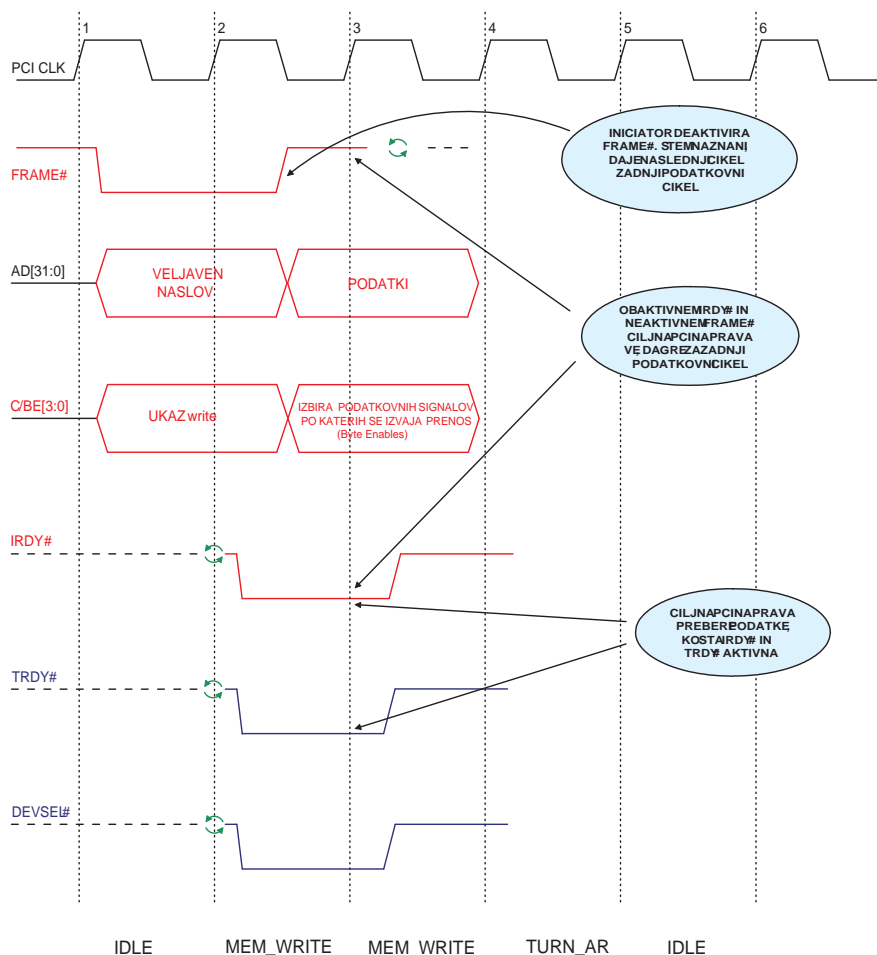 1 2 3 4 5 6
PCI CLK
INICIATOR DEAKTIVIRA
FRAME#. S TEM NAZNANI,
DA JE NASLEDNJI CIKEL
ZADNJI PODATKOVNI
CIKEL
FRAME#
AD[31:0]
VELJAVEN
NASLOV
PODATKI
OB AKTIVNEM IRDY# IN
NEAKTIVNEM FRAME#
CILJNA PCI NAPRAVA
VE, DA GRE ZA ZADNJI
PODATKOVNI CIKEL
C/BE[3:0]
UKAZ write
IZBIRA PODATKOVNIH SIGNALOV
PO KATERIH SE IZVAJA PRENOS
(Byte Enables)
IRDY#
CILJNA PCI NAPRAVA
PREBERE PODATKE,
KO STA IRDY# IN
TRDY# AKTIVNA
TRDY#
DEVSEL#
IDLE MEM_WRITE MEM_WRITE TURN_AR IDLE